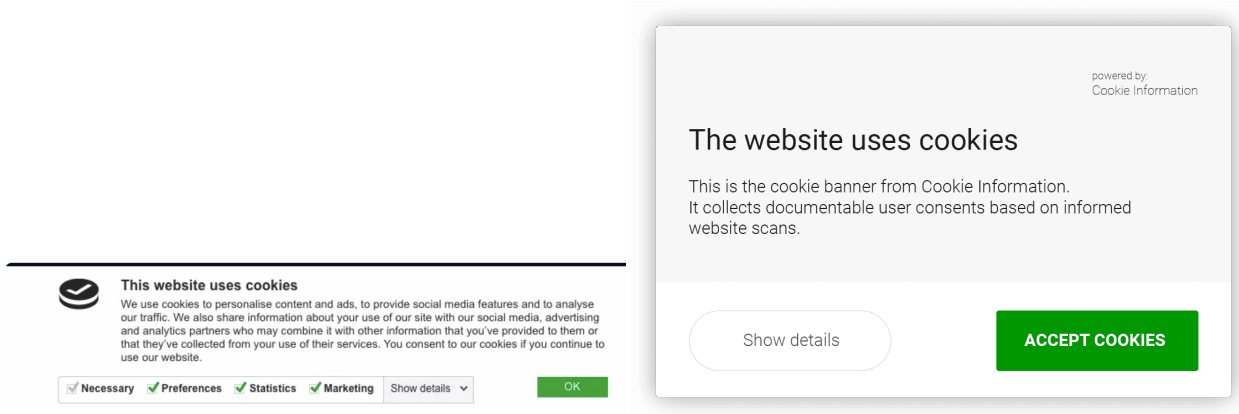 This website uses cookies
We use cookies to personalise content and ads, to provide social media features and to analyse
our traffic. We also share information about your use of our site with our social media, advertising
and analytics partners who may combine it with other information that you've provided to them or
that they've collected from your use of their services. You consent to our cookies if you continue to
use our website.
Necessary Preferences Statistics Marketing Show details OK
powered by:
Cookie Information
The website uses cookies
This is the cookie banner from Cookie Information.
It collects documentable user consents based on informed
website scans.
Show details ACCEPT COOKIES